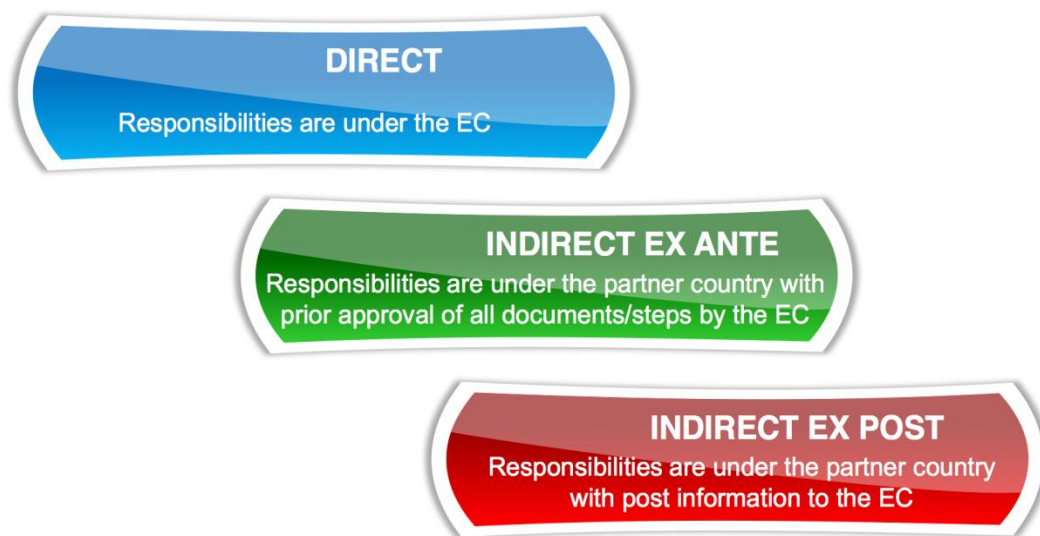 DIRECT
Responsibilities are under the EC
INDIRECT EX ANTE
Responsibilities are under the partner country with
prior approval of all documents/steps by the EC
INDIRECT EX POST
Responsibilities are under the partner country
with post information to the EC